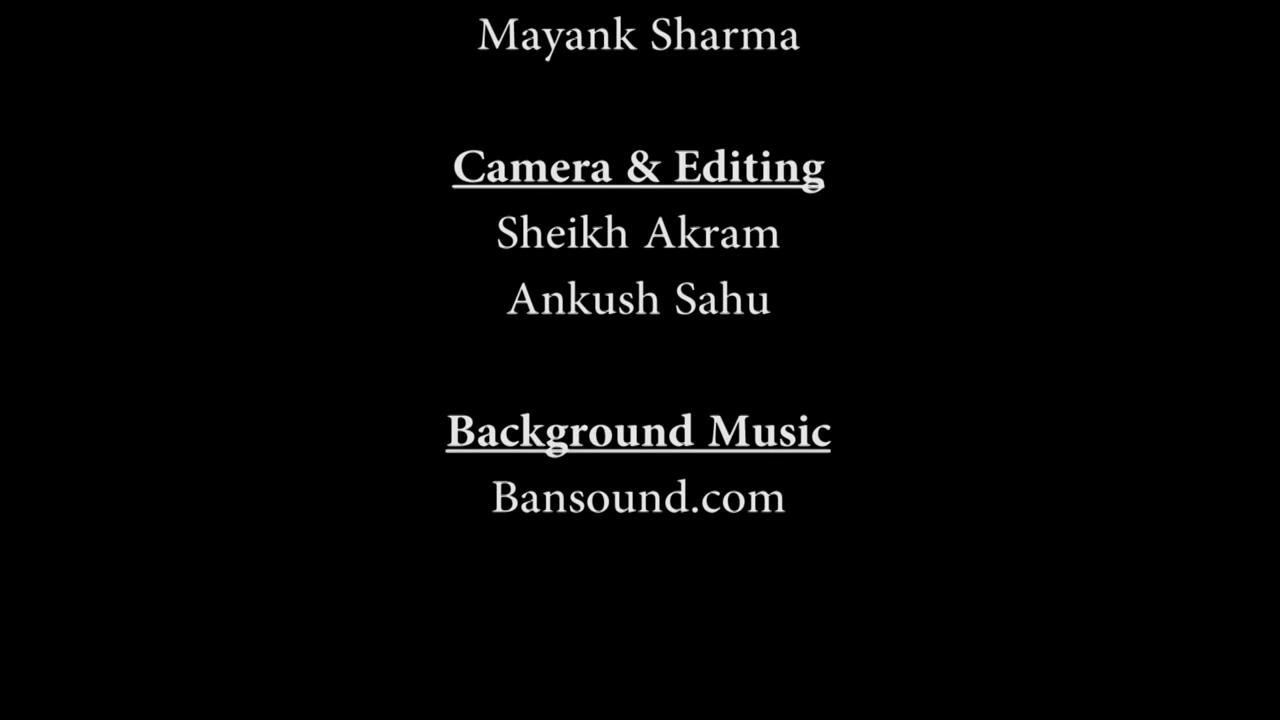 Mayank Sharma
Camera & Editing
Sheikh Akram
Ankush Sahu
Background Music
Bansound.com